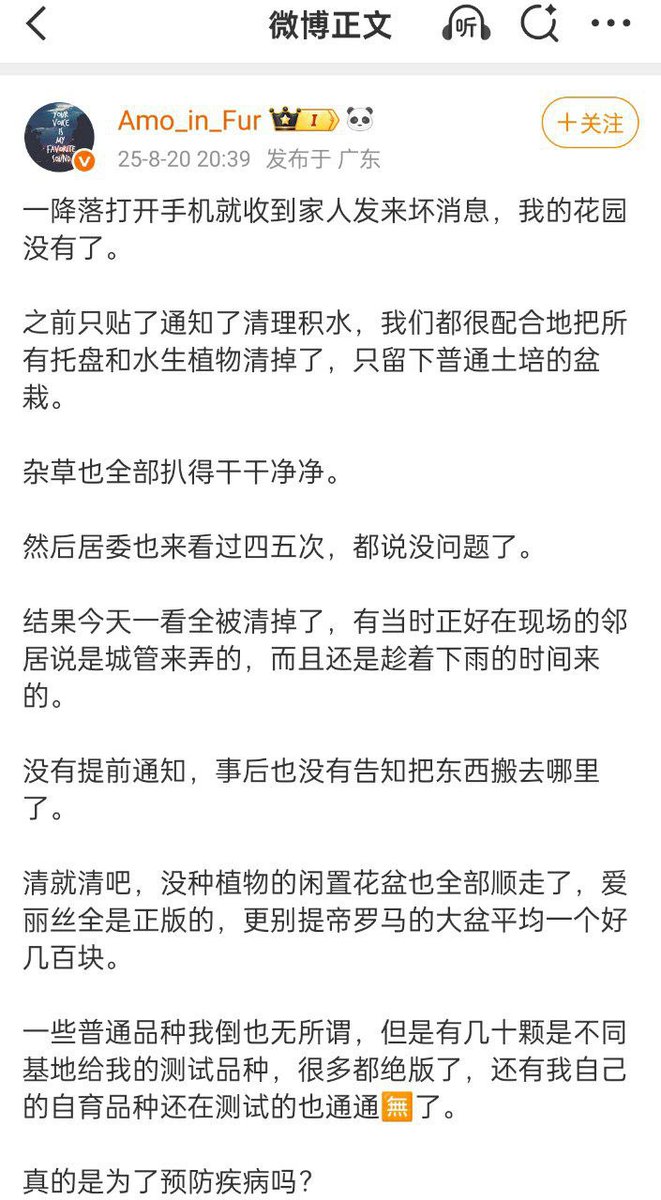 微博正文
听
YOUR
VOICE
IS
MY
FAVORITE
SOUND
V
Amo_in_Fur
I
+关注
25-8-20 20:39 发布于 广东
一降落打开手机就收到家人发来坏消息，我的花园
没有了。
之前只贴了通知了清理积水，我们都很配合地把所
有托盘和水生植物清掉了，只留下普通土培的盆
栽。
杂草也全部扒得干干净净。
然后居委也来看过四五次，都说没问题了。
结果今天一看全被清掉了，有当时正好在现场的邻
居说是城管来弄的，而且还是趁着下雨的时间来
的。
没有提前通知，事后也没有告知把东西搬去哪里
了。
清就清吧，没种植物的闲置花盆也全部顺走了，爱
丽丝全是正版的，更别提帝罗马的大盆平均一个好
几百块。
一些普通品种我倒也无所谓，但是有几十颗是不同
基地给我的测试品种，很多都绝版了，还有我自己
的自育品种还在测试的也通通🈚了。
真的是为了预防疾病吗？